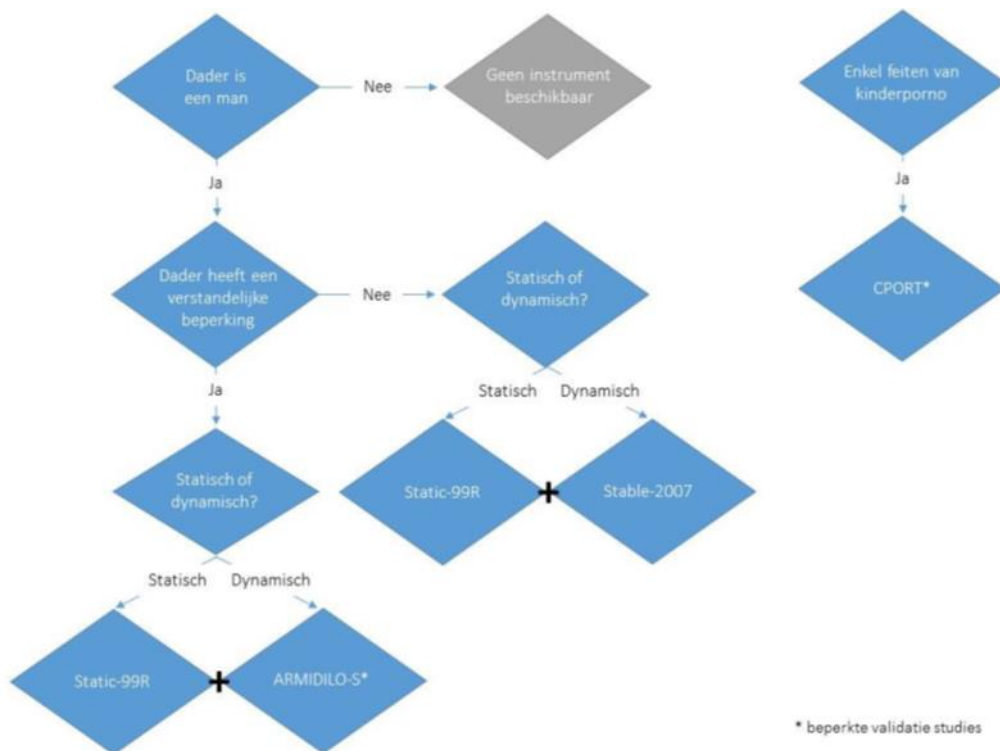 Dader is
een man
Nee
Geen instrument
beschikbaar
Enkel feiten van
kinderporno
Ja
Ja
Dader heeft een
verstandelijke
beperking
Nee
Statisch of
dynamisch?
CPORT*
Ja
Statisch
Dynamisch
Statisch of
dynamisch?
Static-99R
+
Stable-2007
Statisch
Dynamisch
Static-99R
+
ARMIDILO-S*
* beperkte validatie studies